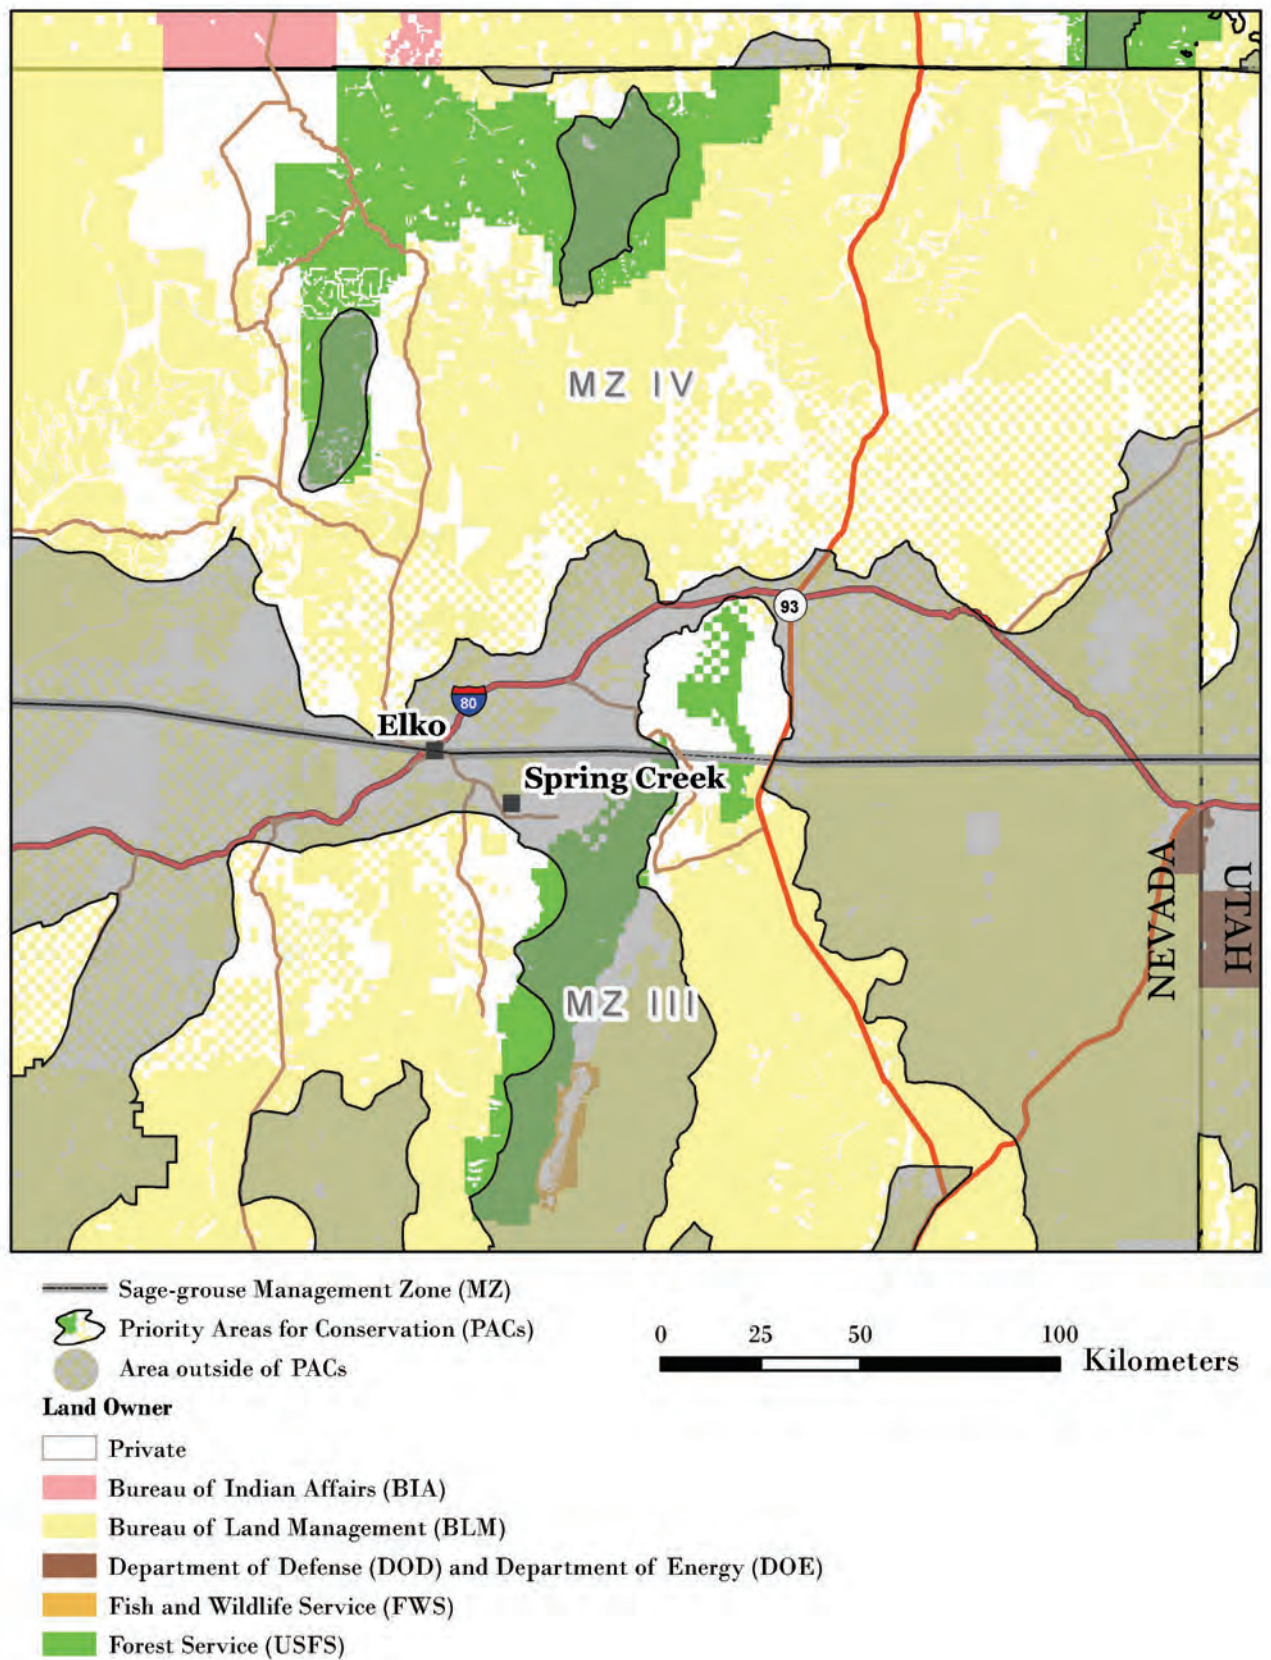 MZ IV
93
80
Elko
Spring Creek
NEVADA
UTAH
MZ III
Sage-grouse Management Zone (MZ)
Priority Areas for Conservation (PACs)
Area outside of PACs
0 25 50 100
Kilometers
Land Owner
Private
Bureau of Indian Affairs (BIA)
Bureau of Land Management (BLM)
Department of Defense (DOD) and Department of Energy (DOE)
Fish and Wildlife Service (FWS)
Forest Service (USFS)